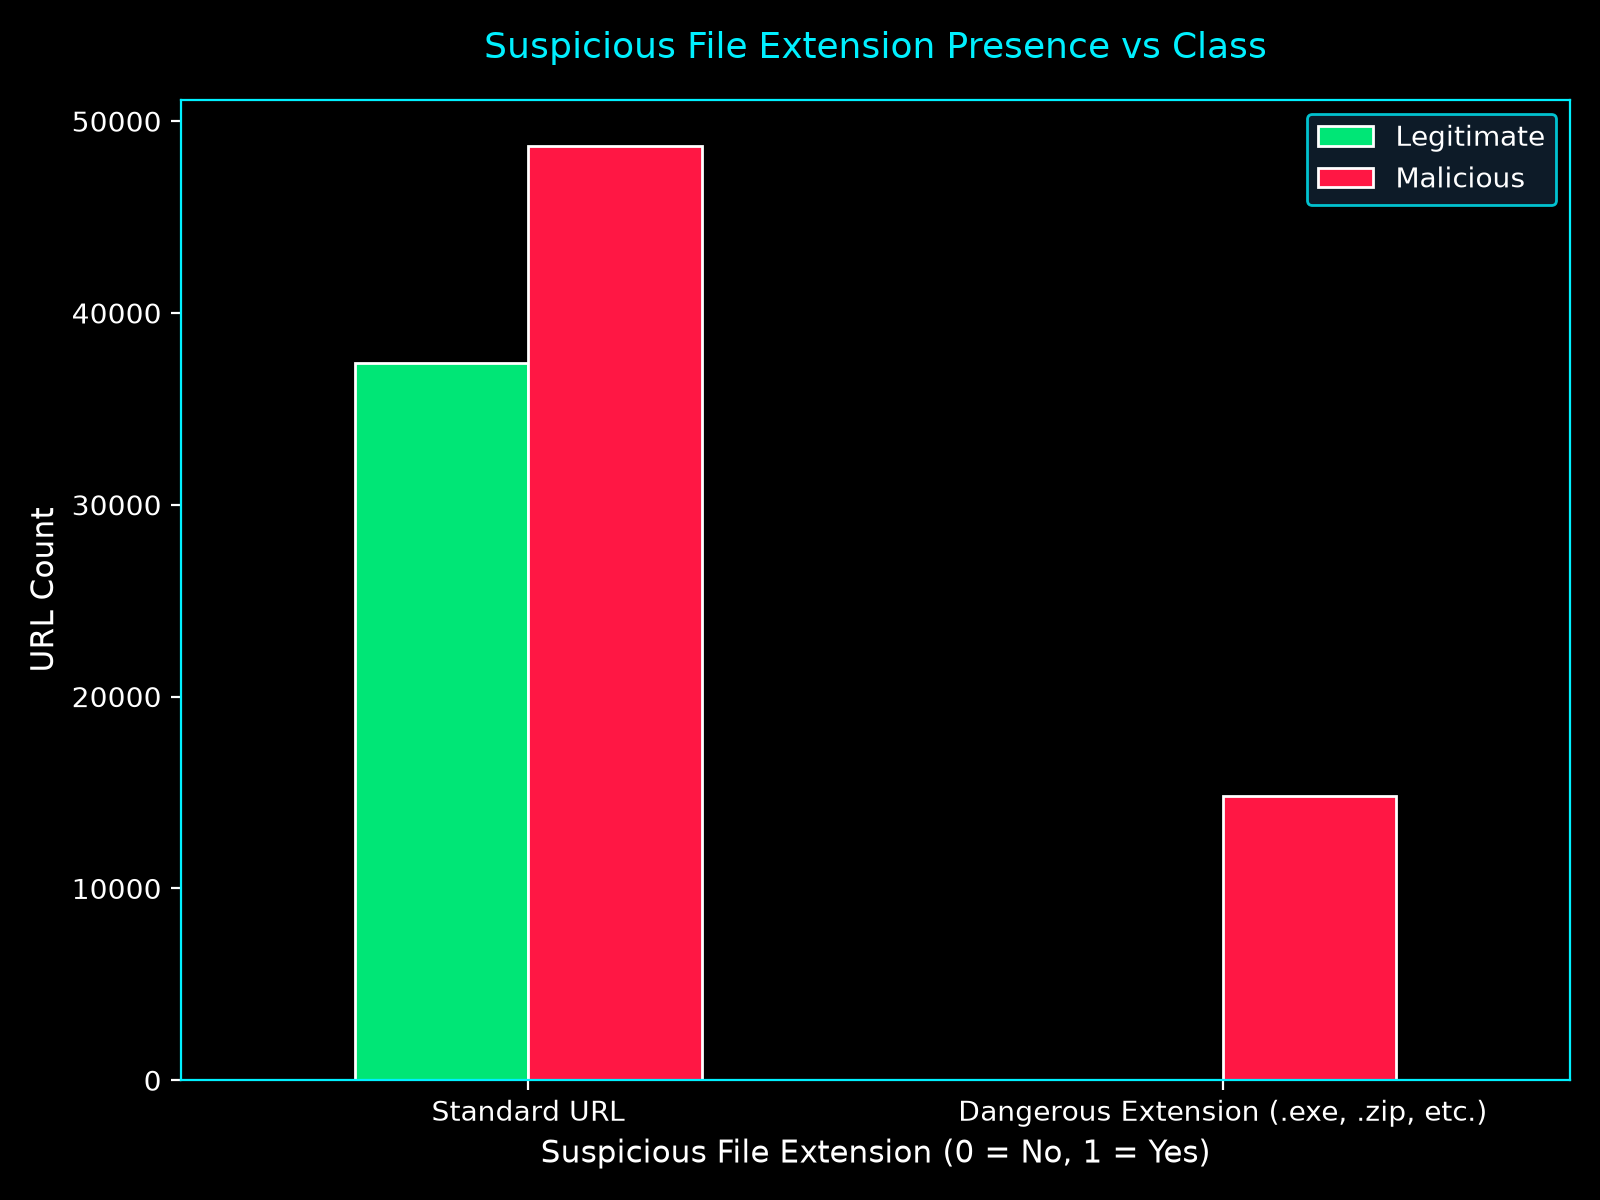 Suspicious File Extension Presence vs Class
Legitimate
Malicious
50000
40000
30000
20000
10000
0
URL Count
Standard URL
Dangerous Extension (.exe, .zip, etc.)
Suspicious File Extension (0 = No, 1 = Yes)